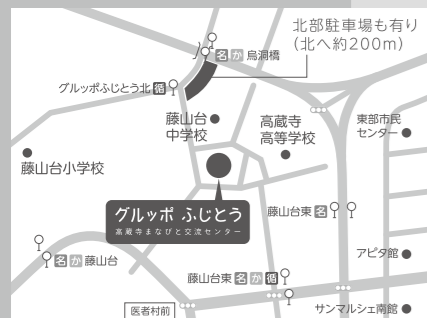 北部駐車場も有り
(北へ約200m)
名 か 烏洞橋
グルッポふじとう北 循
藤山台
中学校
高蔵寺
高等学校
東部市民
センター
藤山台小学校
グルッポ ふじとう
高蔵寺まなびと交流センター
藤山台東 名
名 か 藤山台
アピタ館
藤山台東 名 か 循
医者村前
サンマルシェ南館